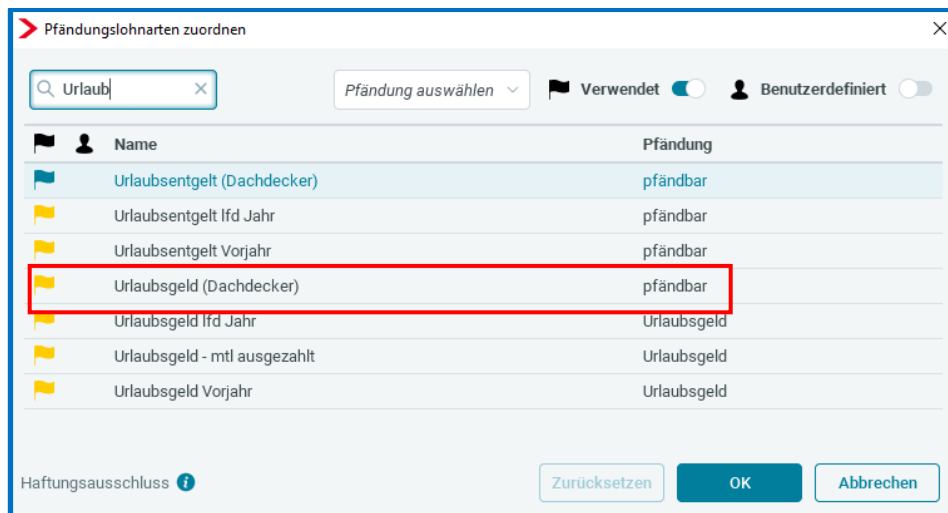 Pfändungslohnarten zuordnen
Urlaub Pfändung auswählen Verwendet Benutzerdefiniert
Name Pfändung
Urlaubsentgelt (Dachdecker) pfändbar
Urlaubsentgelt lfd Jahr pfändbar
Urlaubsentgelt Vorjahr pfändbar
Urlaubsgeld (Dachdecker) pfändbar
Urlaubsgeld lfd Jahr Urlaubsgeld
Urlaubsgeld - mtl ausgezahlt Urlaubsgeld
Urlaubsgeld Vorjahr Urlaubsgeld
Haftungsausschluss Zurücksetzen OK Abbrechen